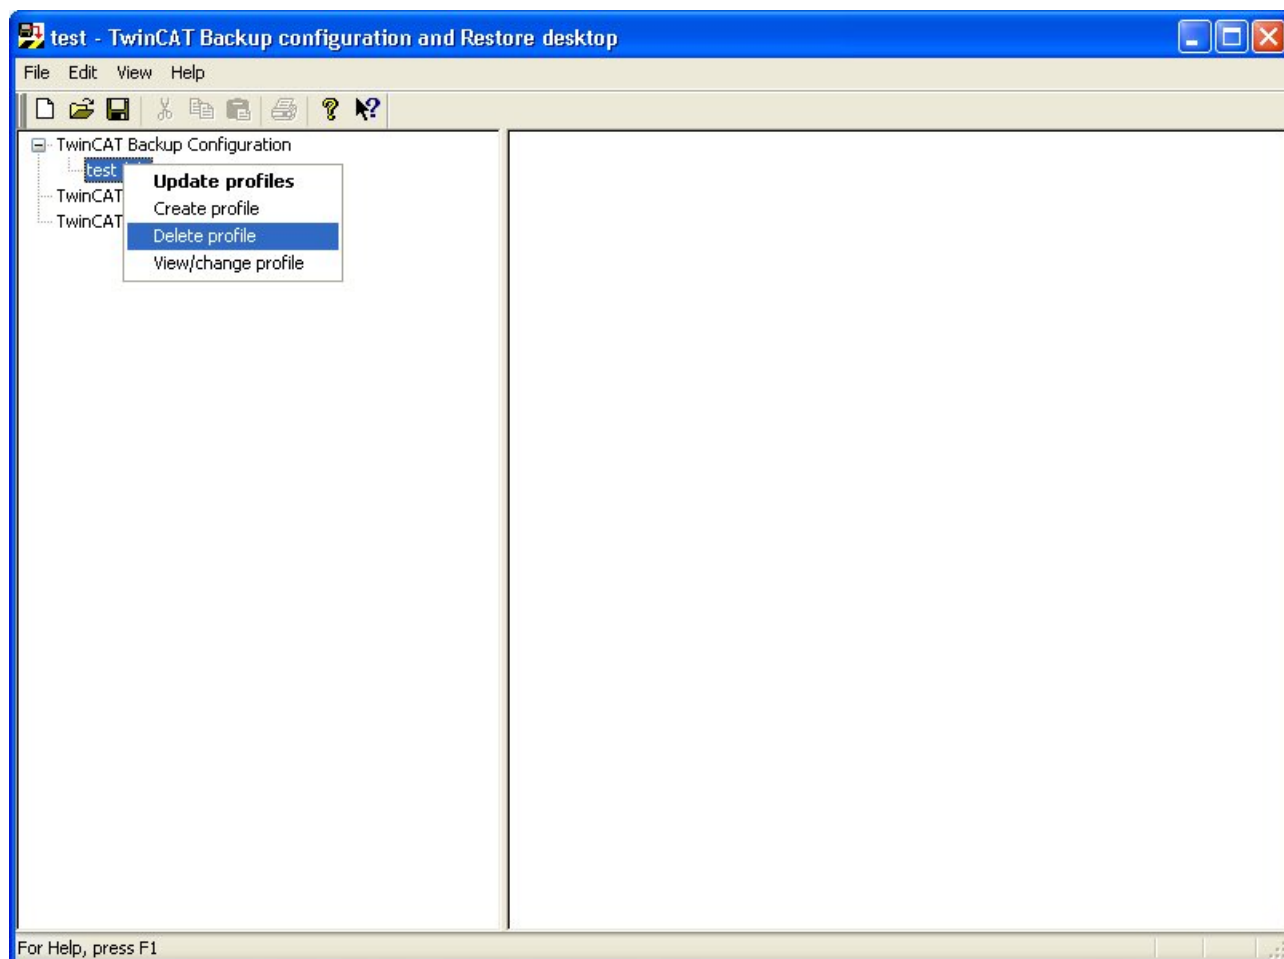 test - TwinCAT Backup configuration and Restore desktop
File Edit View Help
TwinCAT Backup Configuration
test
Update profiles
TwinCAT
Create profile
TwinCAT
Delete profile
View/change profile
For Help, press F1